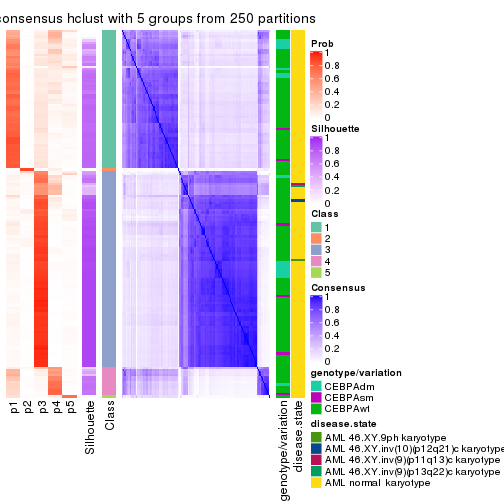 consensus hclust with 5 groups from 250 partitions
Prob
1
0.8
0.6
0.4
0.2
0
Silhouette
1
0.8
0.6
0.4
0.2
0
Class
1
2
3
4
5
Consensus
1
0.8
0.6
0.4
0.2
0
genotype/variation
CEBPAdm
CEBPAsm
CEBPAwt
disease.state
AML 46.XY.9ph karyotype
AML 46.XY.inv(10)(p12q21)c karyotype
AML 46.XY.inv(9)(p11q13)c karyotype
AML 46.XY.inv(9)(p13q22)c karyotype
AML normal karyotype
p1
p2
p3
p4
p5
Silhouette
Class
genotype/variation
disease.state